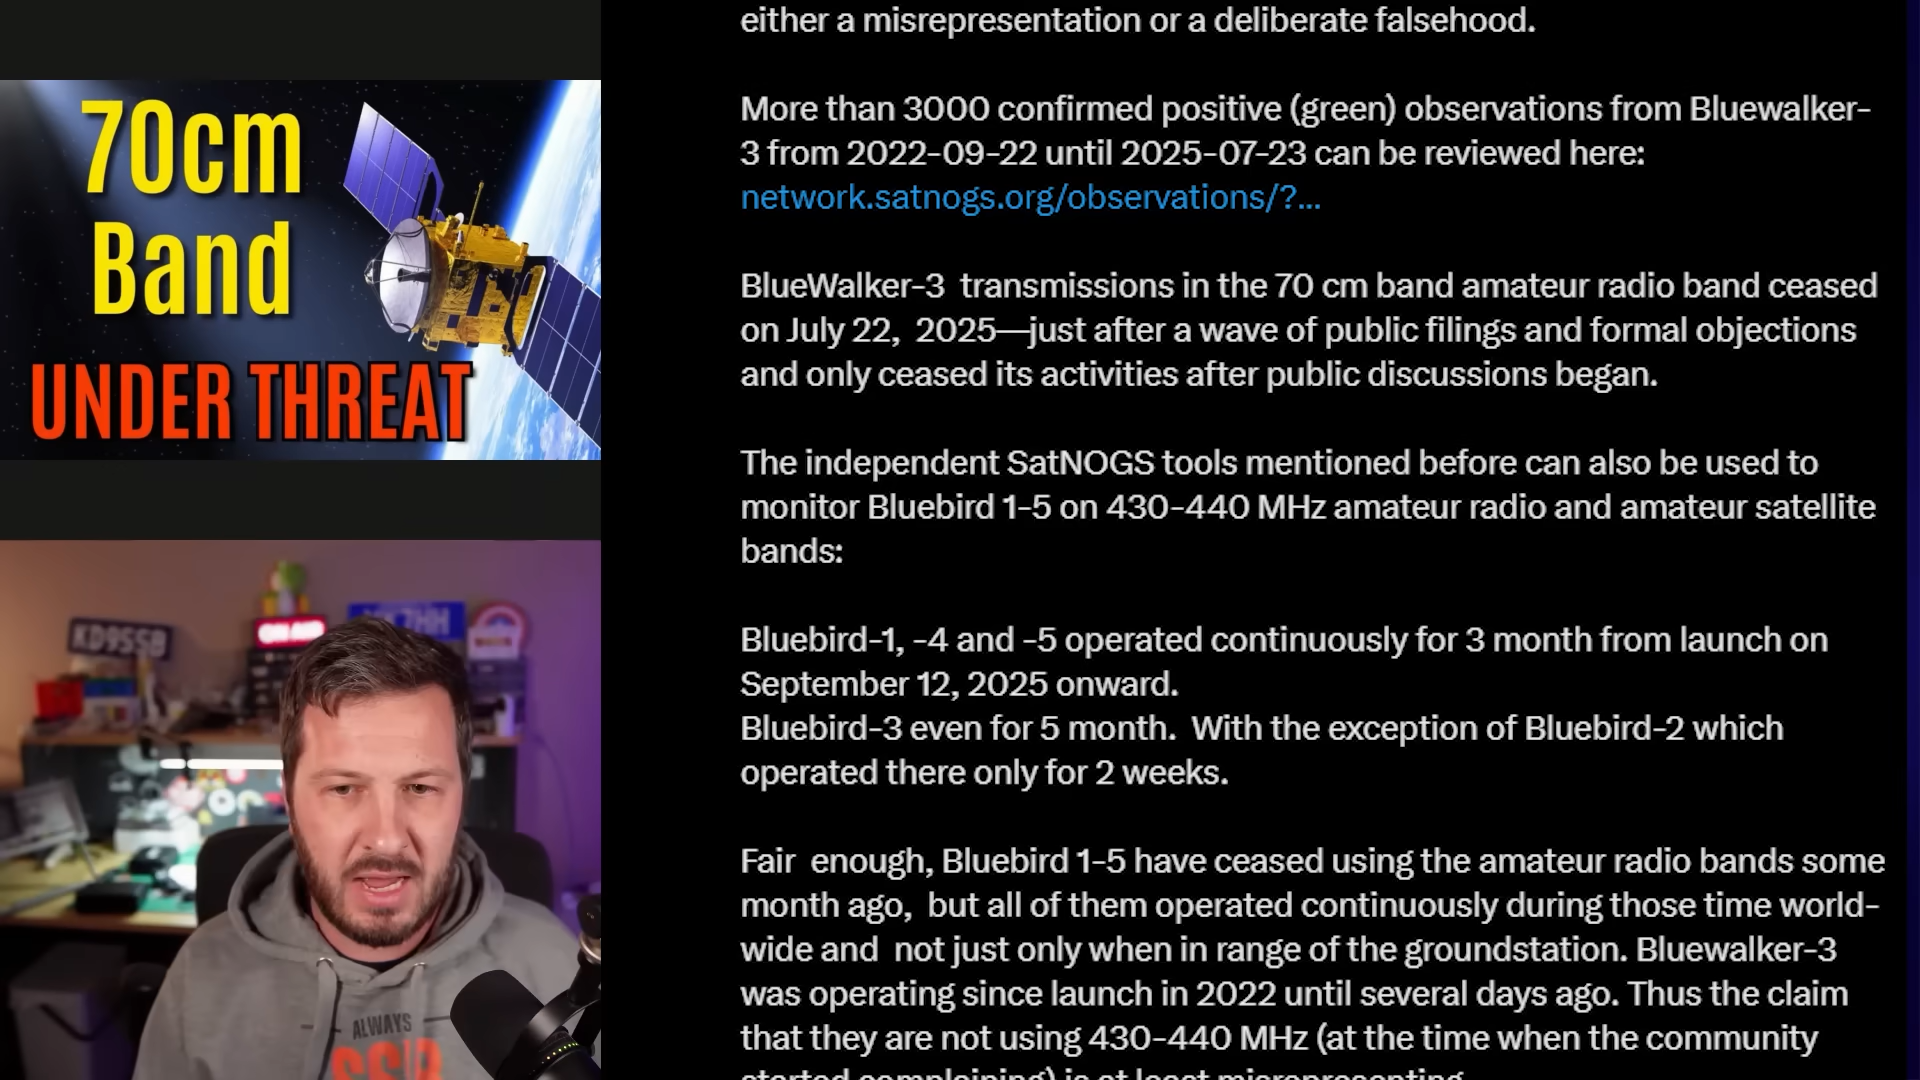 70cm
Band
UNDER THREAT
KD9SSB
ON AIR
ALWAYS
either a misrepresentation or a deliberate falsehood.
More than 3000 confirmed positive (green) observations from Bluewalker-
3 from 2022-09-22 until 2025-07-23 can be reviewed here:
network.satnogs.org/observations/?...
BlueWalker-3 transmissions in the 70 cm band amateur radio band ceased
on July 22, 2025—just after a wave of public filings and formal objections
and only ceased its activities after public discussions began.
The independent SatNOGS tools mentioned before can also be used to
monitor Bluebird 1-5 on 430-440 MHz amateur radio and amateur satellite
bands:
Bluebird-1, -4 and -5 operated continuously for 3 month from launch on
September 12, 2025 onward.
Bluebird-3 even for 5 month. With the exception of Bluebird-2 which
operated there only for 2 weeks.
Fair enough, Bluebird 1-5 have ceased using the amateur radio bands some
month ago, but all of them operated continuously during those time world-
wide and not just only when in range of the groundstation. Bluewalker-3
was operating since launch in 2022 until several days ago. Thus the claim
that they are not using 430-440 MHz (at the time when the community
started complaining) is at least misrepresenting.